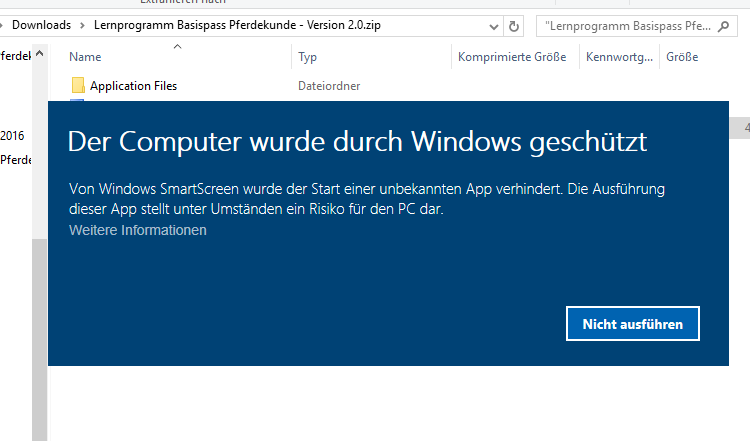 Extrahieren nach
Downloads > Lernprogramm Basispass Pferdekunde - Version 2.0.zip
"Lernprogramm Basispass Pfe...
Name Typ Komprimierte Größe Kennwortg... Größe
Application Files Dateiordner
2016
Pferde
Der Computer wurde durch Windows geschützt
Von Windows SmartScreen wurde der Start einer unbekannten App verhindert. Die Ausführung
dieser App stellt unter Umständen ein Risiko für den PC dar.
Weitere Informationen
Nicht ausführen